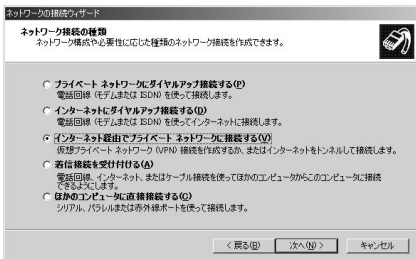 ネットワークの接続ウィザード
ネットワーク接続の種類
ネットワーク構成や必要性に応じた種類のネットワーク接続を作成できます。
プライベート ネットワークにダイヤルアップ接続する(P)
電話回線 (モデムまたは ISDN) を使って接続します。
インターネットにダイヤルアップ接続する(D)
電話回線 (モデムまたは ISDN) を使ってインターネットに接続します。
インターネット経由でプライベート ネットワークに接続する(V)
仮想プライベート ネットワーク (VPN) 接続を作成するか、またはインターネットをトンネルして接続します。
着信接続を受け付ける(A)
電話回線、インターネット、またはケーブル接続を使ってほかのコンピュータからこのコンピュータに接続
できるようにします。
ほかのコンピュータに直接接続する(C)
シリアル、パラレルまたは赤外線ポートを使って接続します。
< 戻る(B)
次へ(N) >
キャンセル